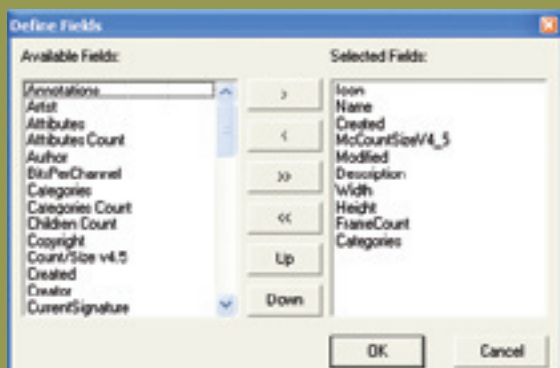 Define Fields
Available Fields:
Annotations
Artist
Attributes
Attributes Count
Author
BitsPerChannel
Categories
Categories Count
Children Count
Copyright
Count/Size v4.5
Created
Creator
CurrentSignature
>
<
>>
<<
Up
Down
Selected Fields:
Icon
Name
Created
McCountSizeV4_5
Modified
Description
Width
Height
FrameCount
Categories
OK
Cancel